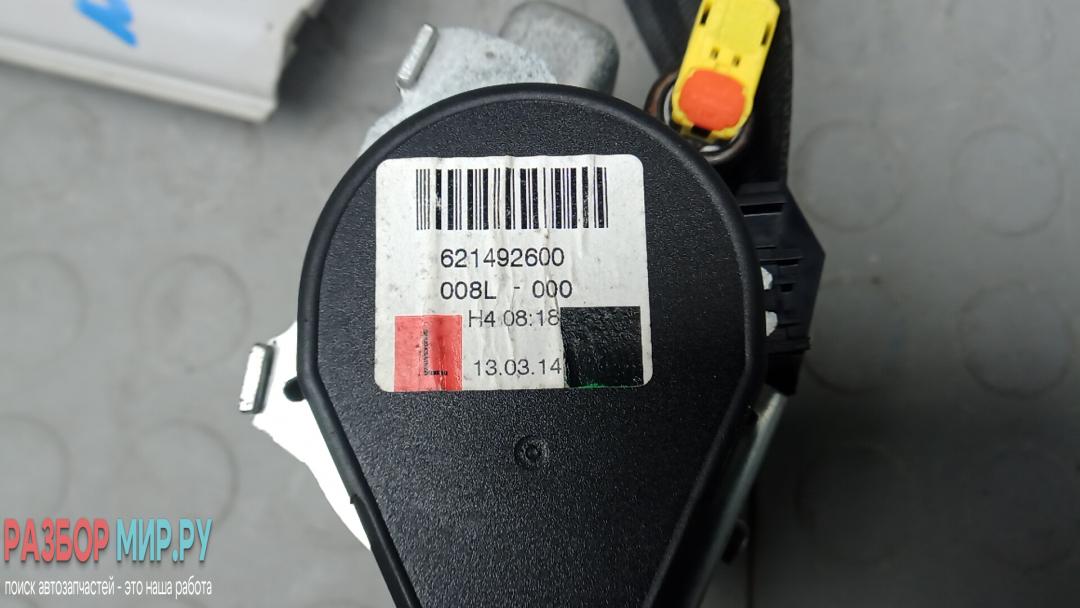 621492600
008L - 000
H4 08:18
13.03.14
РАЗБОР МИР.РУ
поиск автозапчастей - это наша работа